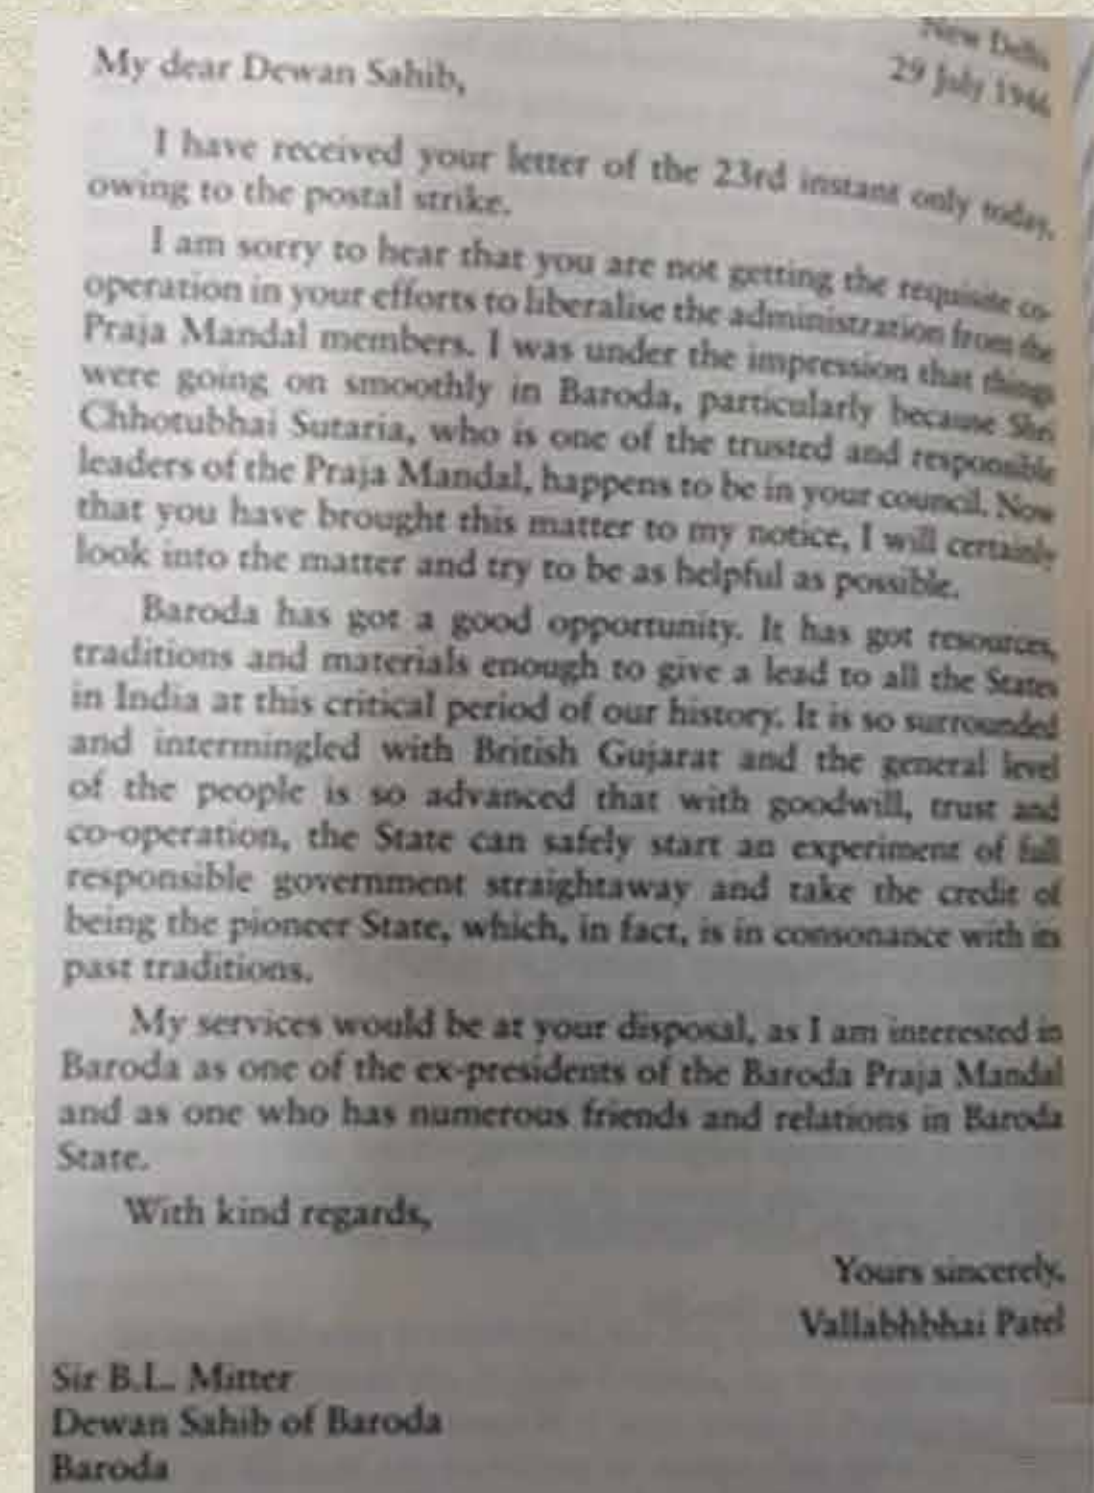 New Delhi
29 July 1946
My dear Dewan Sahib,
I have received your letter of the 23rd instant only today,
owing to the postal strike.
I am sorry to hear that you are not getting the requisite co-
operation in your efforts to liberalise the administration from the
Praja Mandal members. I was under the impression that things
were going on smoothly in Baroda, particularly because Shri
Chhotubhai Sutaria, who is one of the trusted and responsible
leaders of the Praja Mandal, happens to be in your council. Now
that you have brought this matter to my notice, I will certainly
look into the matter and try to be as helpful as possible.
Baroda has got a good opportunity. It has got resources,
traditions and materials enough to give a lead to all the States
in India at this critical period of our history. It is so surrounded
and intermingled with British Gujarat and the general level
of the people is so advanced that with goodwill, trust and
co-operation, the State can safely start an experiment of full
responsible government straightaway and take the credit of
being the pioneer State, which, in fact, is in consonance with its
past traditions.
My services would be at your disposal, as I am interested in
Baroda as one of the ex-presidents of the Baroda Praja Mandal
and as one who has numerous friends and relations in Baroda
State.
With kind regards,
Yours sincerely,
Vallabhbhai Patel
Sir B.L. Mitter
Dewan Sahib of Baroda
Baroda